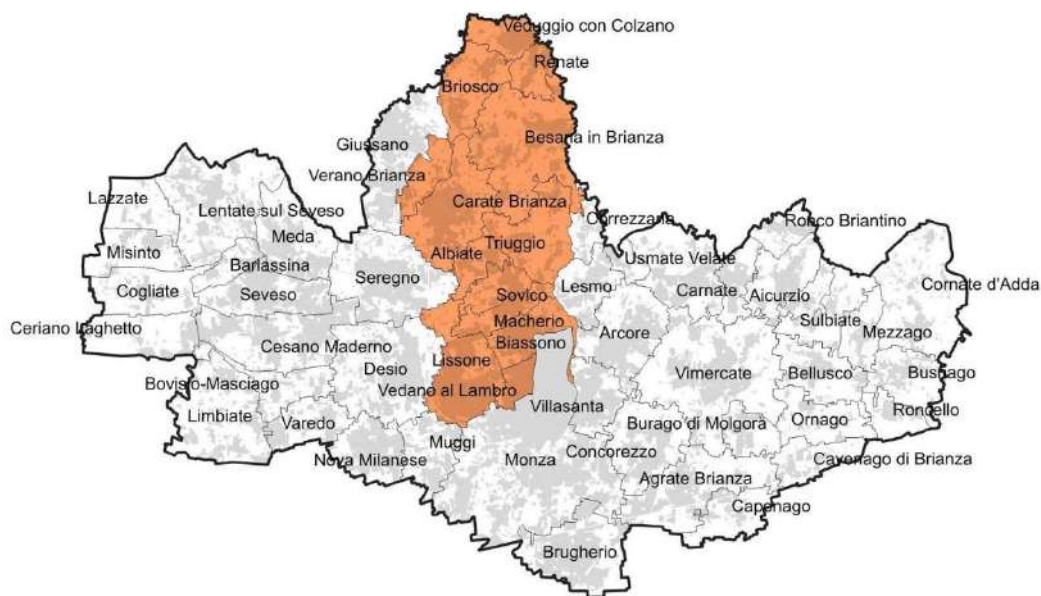 Veduggio con Colzano
Renate
Briosco
Besana in Brianza
Giussano
Verano Brianza
Lazzate
Lentate sul Seveso
Carate Brianza
Correzzana
Ronco Briantino
Meda
Triuggio
Misinto
Albiate
Usmate Velate
Barlassina
Seregno
Cornate d'Adda
Cogliate
Seveso
Sovico
Lesmo
Carnate
Aicurzio
Sulbiate
Ceriano Laghetto
Macherio
Arcore
Mezzago
Cesano Maderno
Biassono
Lissone
Desio
Vimercate
Bellusco
Busnago
Bovisio-Masciago
Vedano al Lambro
Limbiate
Villasanta
Roncello
Varedo
Burago di Molgora
Ornago
Muggi
Nova Milanese
Monza
Concorezzo
Cavenago di Brianza
Agrate Brianza
Caponago
Brugherio